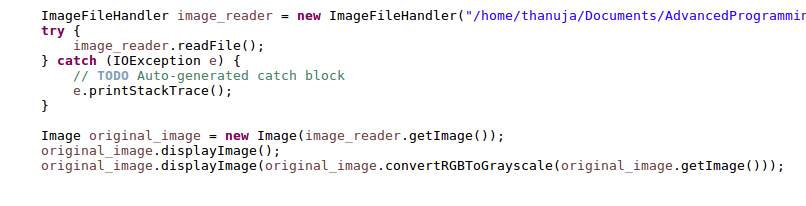 ImageFileHandler image_reader = new ImageFileHandler("/home/thanuja/Documents/AdvancedProgrammin
try {
    image_reader.readFile();
} catch (IOException e) {
    // TODO Auto-generated catch block
    e.printStackTrace();
}
Image original_image = new Image(image_reader.getImage());
original_image.displayImage();
original_image.displayImage(original_image.convertRGBToGrayscale(original_image.getImage()));